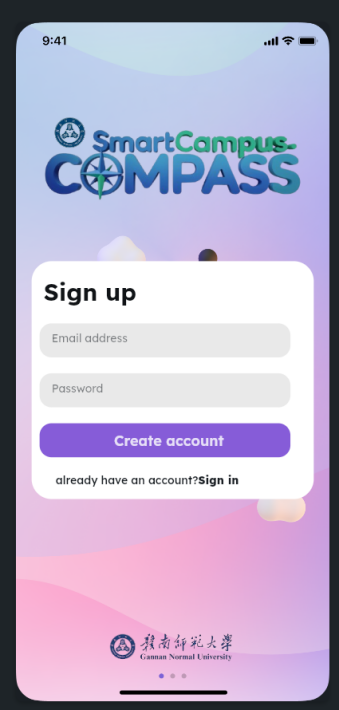 9:41
SmartCampus-
COMPASS
Sign up
Email address
Password
Create account
already have an account?Sign in
赣南师范大学
Gannan Normal University